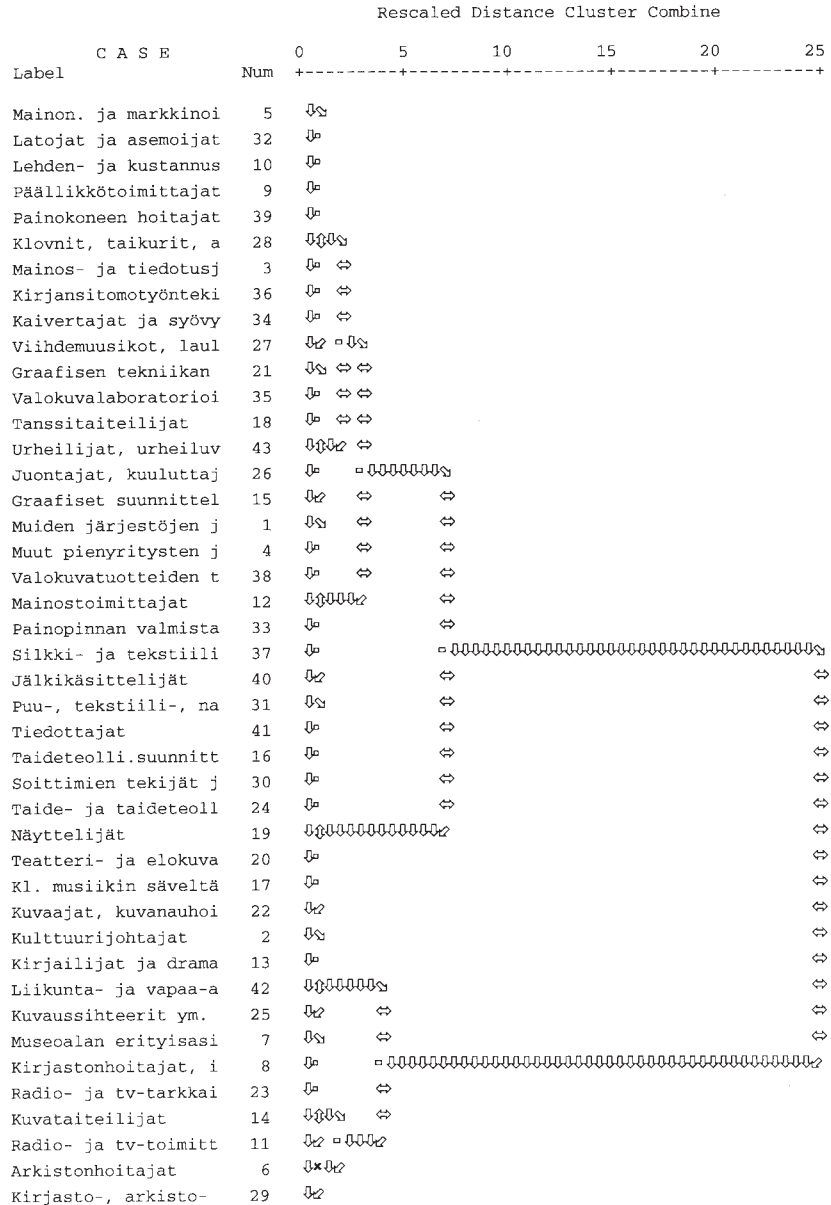 Rescaled Distance Cluster Combine
C A S E 0 5 10 15 20 25
Label Num +---------+---------+---------+---------+---------+
Mainon. ja markkinoi 5
Latojat ja asemoijat 32
Lehden- ja kustannus 10
Päällikkötoimittajat 9
Painokoneen hoitajat 39
Klovnit, taikurit, a 28
Mainos- ja tiedotusj 3
Kirjansitomotyönteki 36
Kaivertajat ja syövy 34
Viihdemuusikot, laul 27
Graafisen tekniikan 21
Valokuvalaboratorioi 35
Tanssitaiteilijat 18
Urheilijat, urheiluv 43
Juontajat, kuuluttaj 26
Graafiset suunnittel 15
Muiden järjestöjen j 1
Muut pienyritysten j 4
Valokuvatuotteiden t 38
Mainostoimittajat 12
Painopinnan valmista 33
Silkki- ja tekstiili 37
Jälkikäsittelijät 40
Puu-, tekstiili-, na 31
Tiedottajat 41
Taideteolli.suunnitt 16
Soittimien tekijät j 30
Taide- ja taideteoll 24
Näyttelijät 19
Teatteri- ja elokuva 20
Kl. musiikin säveltä 17
Kuvaajat, kuvanauhoi 22
Kulttuurijohtajat 2
Kirjailijat ja drama 13
Liikunta- ja vapaa-a 42
Kuvaussihteerit ym. 25
Museoalan erityisasi 7
Kirjastonhoitajat, i 8
Radio- ja tv-tarkkai 23
Kuvataiteilijat 14
Radio- ja tv-toimitt 11
Arkistonhoitajat 6
Kirjasto-, arkisto- 29